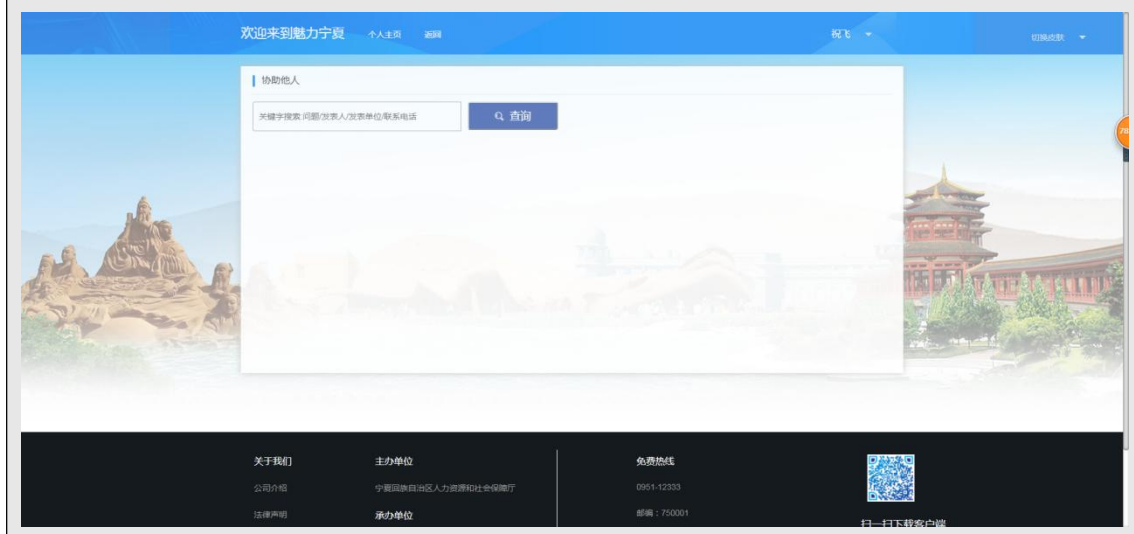 欢迎来到魅力宁夏 个人主页 返回 祝飞 切换皮肤
协助他人
关键字搜索:问题/发表人/发表单位/联系电话 查询
78
关于我们 主办单位 免费热线
公司介绍 宁夏回族自治区人力资源和社会保障厅 0951-12333
法律声明 承办单位 邮编：750001
扫一扫下载客户端